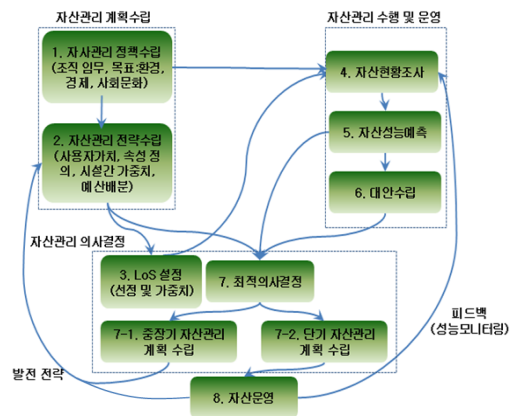 자산관리 계획수립
자산관리 수행 및 운영
1. 자사관리 정책수립
(조직 임무, 목표:환경,
경제, 사회문화)
2. 자산관리 전략수립
(사용자가치, 속성 정
의, 시설간 가중치,
예산배분)
4. 자산현황조사
5. 자산성능예측
6. 대안수립
자산관리 의사결정
3. LoS 설정
(선정 및 가중치)
7. 최적의사결정
7-1. 중장기 자산관리
계획 수립
7-2. 단기 자산관리
계획 수립
피드백
(성능모니터링)
발전 전략
8. 자산운영